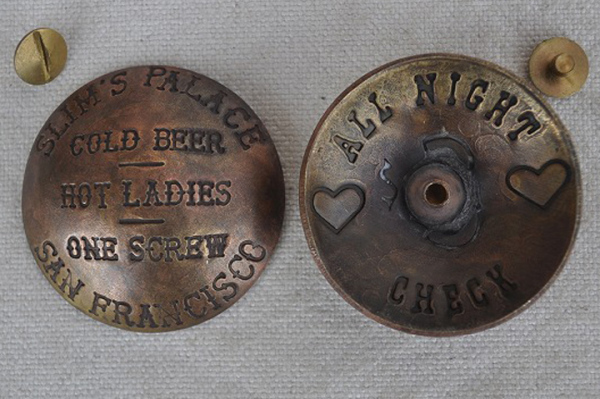 SLIM'S PALACE
COLD BEER
HOT LADIES
ONE SCREW
SAN FRANCISCO
ALL NIGHT
CHECK